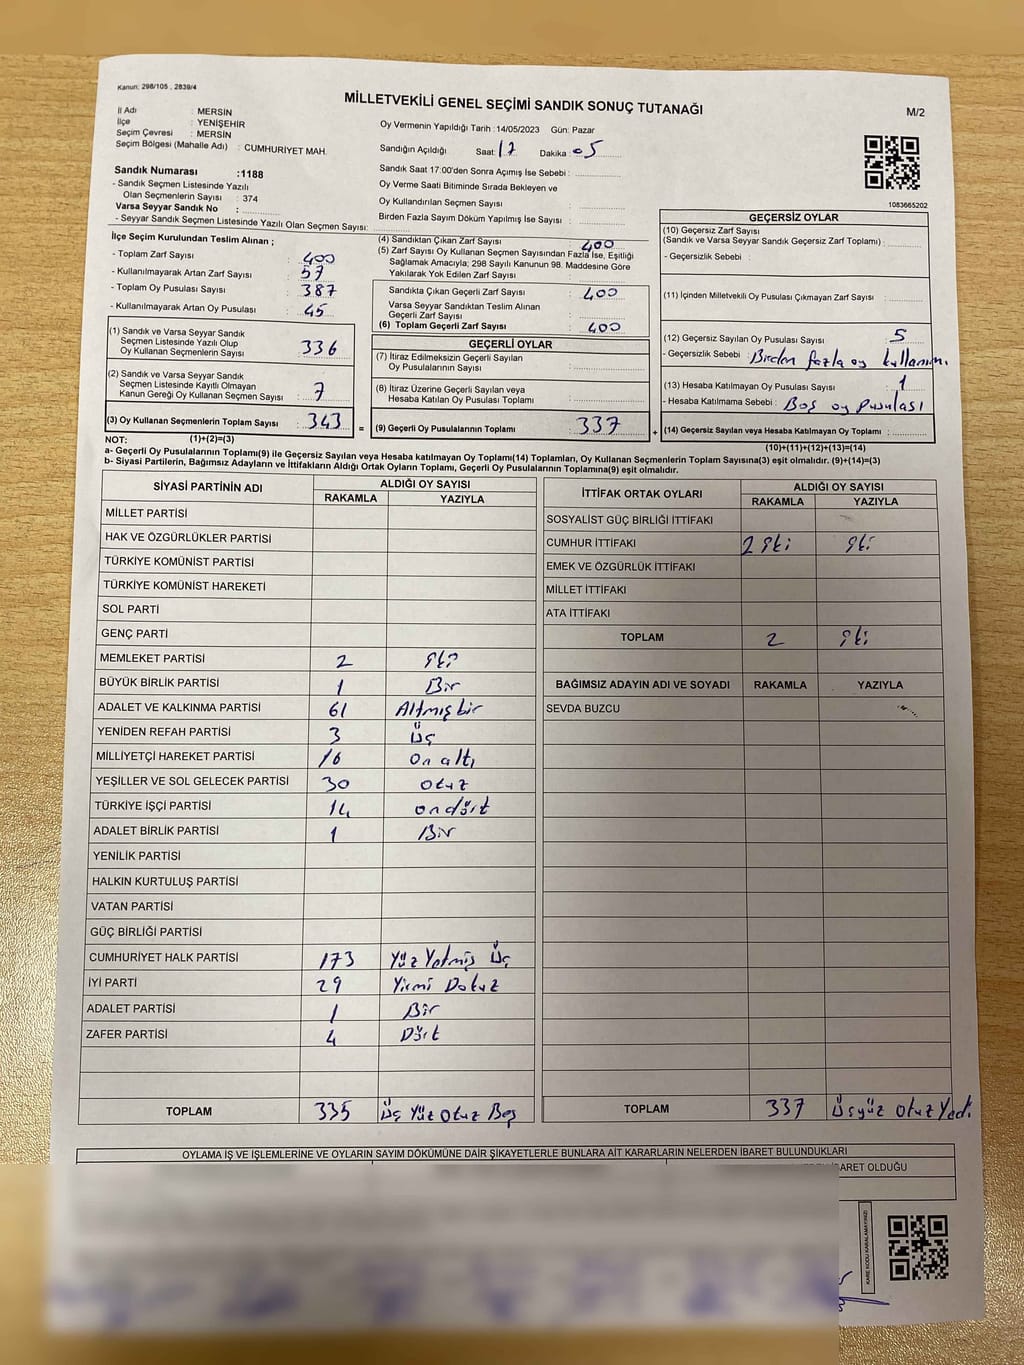 Kanun: 298/105 , 2839/4
MİLLETVEKİLİ GENEL SEÇİMİ SANDIK SONUÇ TUTANAĞI
M/2
İl Adı : MERSİN
İlçe : YENİŞEHİR
Seçim Çevresi : MERSİN
Seçim Bölgesi (Mahalle Adı) : CUMHURİYET MAH.
Sandık Numarası :1188
- Sandık Seçmen Listesinde Yazılı
Olan Seçmenlerin Sayısı : 374
Varsa Seyyar Sandık No :
- Seyyar Sandık Seçmen Listesinde Yazılı Olan Seçmen Sayısı:
Oy Vermenin Yapıldığı Tarih :14/05/2023 Gün: Pazar
Sandığın Açıldığı Saat: 17 Dakika: 05
Sandık Saat 17.00'den Sonra Açımış İse Sebebi :
Oy Verme Saati Bitiminde Sırada Bekleyen ve
Oy Kullandırılan Seçmen Sayısı :
Birden Fazla Sayım Döküm Yapılmış İse Sayısı :
1083665202
İlçe Seçim Kurulundan Teslim Alınan ;
- Toplam Zarf Sayısı : 400
- Kullanılmayarak Artan Zarf Sayısı : 57
- Toplam Oy Pusulası Sayısı : 387
- Kullanılmayarak Artan Oy Pusulası : 45
(1) Sandık ve Varsa Seyyar Sandık
Seçmen Listesinde Yazılı Olup
Oy Kullanan Seçmenlerin Sayısı : 336
(2) Sandık ve Varsa Seyyar Sandık
Seçmen Listesinde Kayıtlı Olmayan
Kanun Gereği Oy Kullanan Seçmen Sayısı : 7
(3) Oy Kullanan Seçmenlerin Toplam Sayısı : 343 =
(4) Sandıktan Çıkan Zarf Sayısı : 400
(5) Zarf Sayısı Oy Kullanan Seçmen Sayısından Fazla İse, Eşitliği
Sağlamak Amacıyla; 298 Sayılı Kanunun 98. Maddesine Göre
Yakılarak Yok Edilen Zarf Sayısı :
Sandıkta Çıkan Geçerli Zarf Sayısı : 400
Varsa Seyyar Sandıktan Teslim Alınan
Geçerli Zarf Sayısı :
(6) Toplam Geçerli Zarf Sayısı : 400
GEÇERLİ OYLAR
(7) İtiraz Edilmeksizin Geçerli Sayılan
Oy Pusulalarının Sayısı :
(8) İtiraz Üzerine Geçerli Sayılan veya
Hesaba Katılan Oy Pusulası Toplamı :
(9) Geçerli Oy Pusulalarının Toplamı : 337 +
GEÇERSİZ OYLAR
(10) Geçersiz Zarf Sayısı
(Sandık ve Varsa Seyyar Sandık Geçersiz Zarf Toplamı) :
- Geçersizlik Sebebi :
(11) İçinden Milletvekili Oy Pusulası Çıkmayan Zarf Sayısı :
(12) Geçersiz Sayılan Oy Pusulası Sayısı : 5
- Geçersizlik Sebebi : Birden fazla oy kullanım.
(13) Hesaba Katılmayan Oy Pusulası Sayısı : 1
- Hesaba Katılmama Sebebi : Boş oy pusulası
(14) Geçersiz Sayılan veya Hesaba Katılmayan Oy Pusulası Toplamı :
NOT: (1)+(2)=(3)
(10)+(11)+(12)+(13)=(14)
a- Geçerli Oy Pusulalarının Toplamı(9) ile Geçersiz Sayılan veya Hesaba katılmayan Oy Pusulası Toplamı(14) Toplamları, Oy Kullanan Seçmenlerin Toplam Sayısına(3) eşit olmalıdır. (9)+(14)=(3)
b- Siyasi Partilerin, Bağımsız Adayların ve İttifakların Aldığı Ortak Oyların Toplamı, Geçerli Oy Pusulalarının Toplamına(9) eşit olmalıdır.
SİYASİ PARTİNİN ADI ALDIĞI OY SAYISI
RAKAMLA YAZIYLA
MİLLET PARTİSİ
HAK VE ÖZGÜRLÜKLER PARTİSİ
TÜRKİYE KOMÜNİST PARTİSİ
TÜRKİYE KOMÜNİST HAREKETİ
SOL PARTİ
GENÇ PARTİ
MEMLEKET PARTİSİ 2 İki
BÜYÜK BİRLİK PARTİSİ 1 Bir
ADALET VE KALKINMA PARTİSİ 61 Altmışbir
YENİDEN REFAH PARTİSİ 3 üç
MİLLİYETÇİ HAREKET PARTİSİ 16 on altı
YEŞİLLER VE SOL GELECEK PARTİSİ 30 otuz
TÜRKİYE İŞÇİ PARTİSİ 14 ondört
ADALET BİRLİK PARTİSİ 1 Bir
YENİLİK PARTİSİ
HALKIN KURTULUŞ PARTİSİ
VATAN PARTİSİ
GÜÇ BİRLİĞİ PARTİSİ
CUMHURİYET HALK PARTİSİ 173 Yüz Yetmiş Üç
İYİ PARTİ 29 Yirmi Dokuz
ADALET PARTİSİ 1 Bir
ZAFER PARTİSİ 4 Dört
TOPLAM 335 üç Yüz Otuz Beş
İTTİFAK ORTAK OYLARI ALDIĞI OY SAYISI
RAKAMLA YAZIYLA
SOSYALİST GÜÇ BİRLİĞİ İTTİFAKI
CUMHUR İTTİFAKI 2 İki İki
EMEK VE ÖZGÜRLÜK İTTİFAKI
MİLLET İTTİFAKI
ATA İTTİFAKI
TOPLAM 2 İki
BAĞIMSIZ ADAYIN ADI VE SOYADI RAKAMLA YAZIYLA
SEVDA BUZCU
TOPLAM 337 üçyüz otuz Yedi
OYLAMA İŞ VE İŞLEMLERİNE VE OYLARIN SAYIM DÖKÜMÜNE DAİR ŞİKAYETLERLE BUNLARA AİT KARARLARIN NELERDEN İBARET BULUNDUKLARI
OLDUĞU
KARE KODU KARALAMAYINIZ!